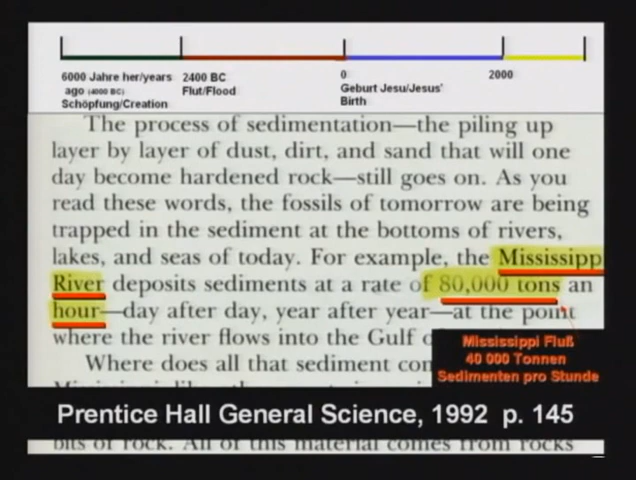 6000 Jahre her/years
ago (4000 BC)
Schöpfung/Creation
2400 BC
Flut/Flood
0
Geburt Jesu/Jesus'
Birth
2000
The process of sedimentation—the piling up
layer by layer of dust, dirt, and sand that will one
day become hardened rock—still goes on. As you
read these words, the fossils of tomorrow are being
trapped in the sediment at the bottoms of rivers,
lakes, and seas of today. For example, the Mississipp
River deposits sediments at a rate of 80,000 tons an
hour—day after day, year after year—at the point
where the river flows into the Gulf o
Mississippi Fluß
40 000 Tonnen
Sedimenten pro Stunde
Where does all that sediment com
Prentice Hall General Science, 1992 p. 145
bits of rock. All of this material comes from rocks